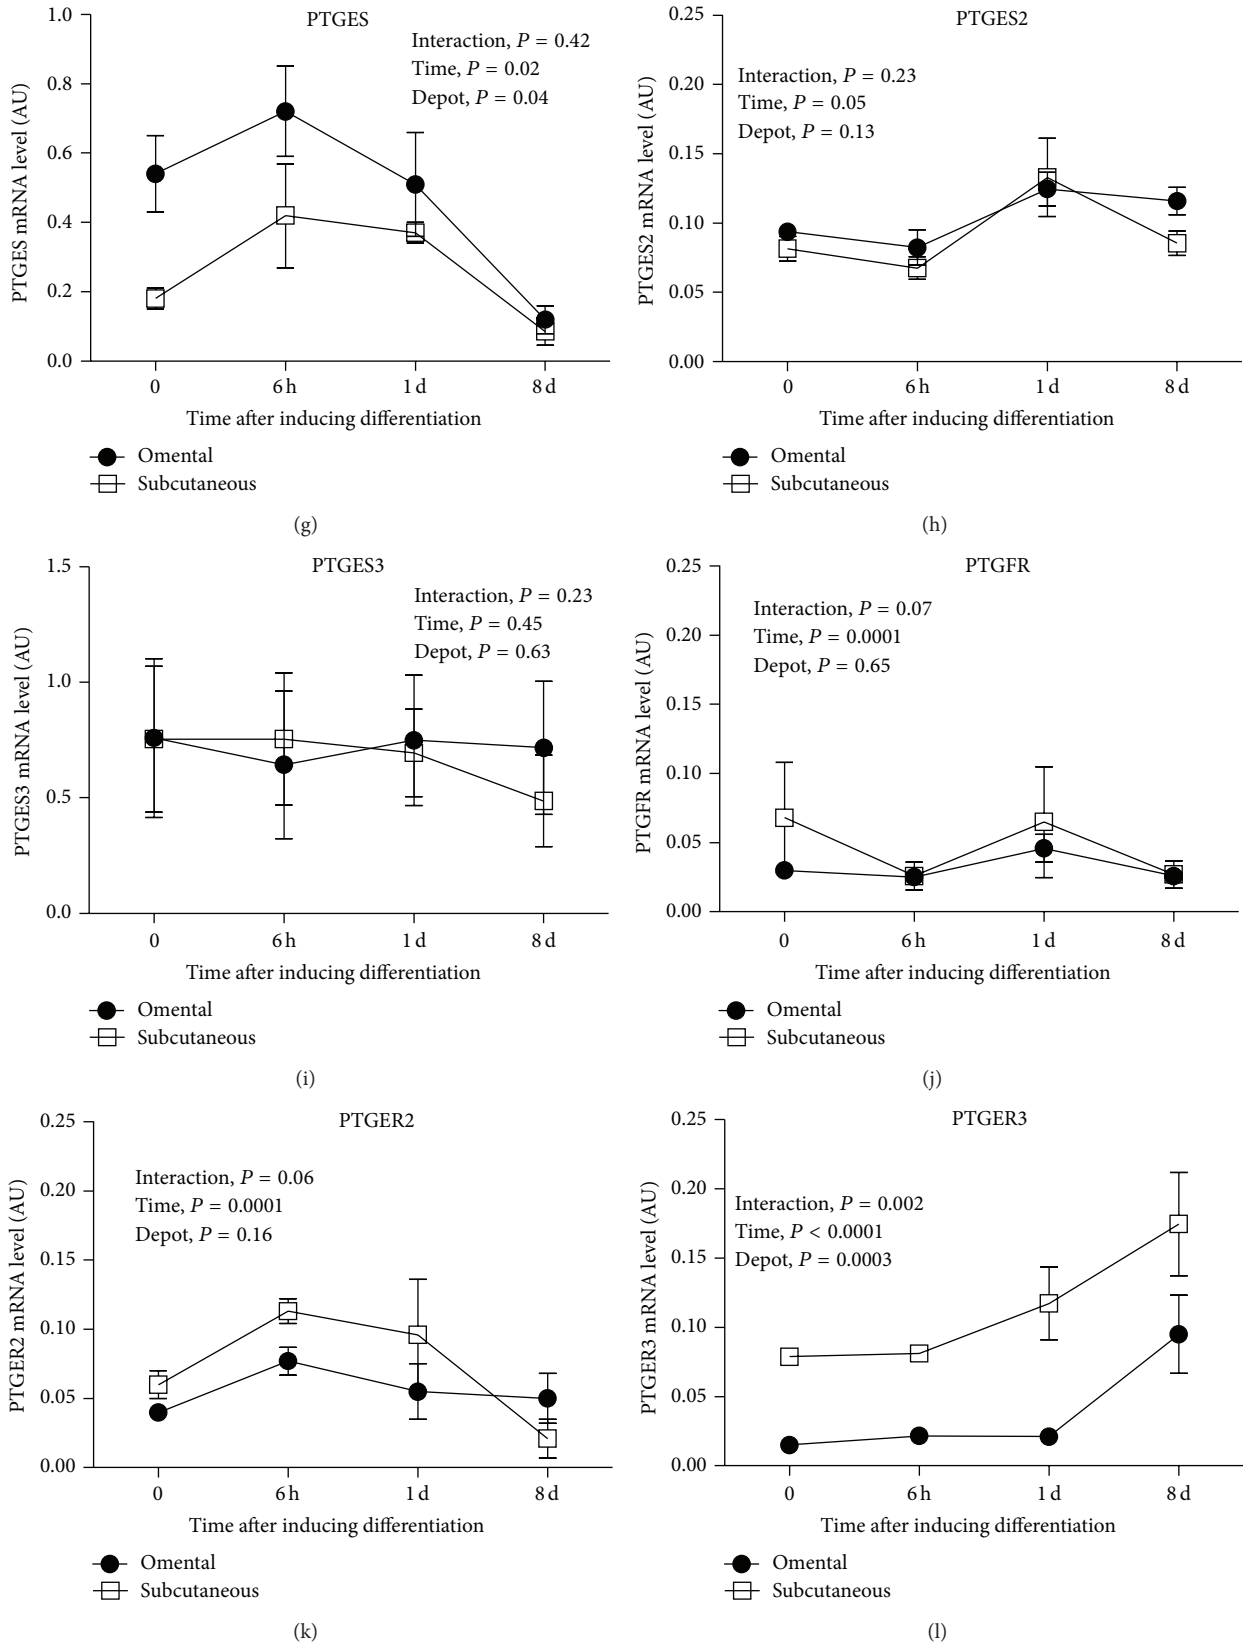 PTGES
Interaction, P = 0.42
Time, P = 0.02
Depot, P = 0.04
PTGES mRNA level (AU)
1.0
0.8
0.6
0.4
0.2
0.0
0 6 h 1 d 8 d
Time after inducing differentiation
Omental
Subcutaneous
(g)
PTGES2
Interaction, P = 0.23
Time, P = 0.05
Depot, P = 0.13
PTGES2 mRNA level (AU)
0.25
0.20
0.15
0.10
0.05
0.00
0 6 h 1 d 8 d
Time after inducing differentiation
Omental
Subcutaneous
(h)
PTGES3
Interaction, P = 0.23
Time, P = 0.45
Depot, P = 0.63
PTGES3 mRNA level (AU)
1.5
1.0
0.5
0.0
0 6 h 1 d 8 d
Time after inducing differentiation
Omental
Subcutaneous
(i)
PTGFR
Interaction, P = 0.07
Time, P = 0.0001
Depot, P = 0.65
PTGFR mRNA level (AU)
0.25
0.20
0.15
0.10
0.05
0.00
0 6 h 1 d 8 d
Time after inducing differentiation
Omental
Subcutaneous
(j)
PTGER2
Interaction, P = 0.06
Time, P = 0.0001
Depot, P = 0.16
PTGER2 mRNA level (AU)
0.25
0.20
0.15
0.10
0.05
0.00
0 6 h 1 d 8 d
Time after inducing differentiation
Omental
Subcutaneous
(k)
PTGER3
Interaction, P = 0.002
Time, P < 0.0001
Depot, P = 0.0003
PTGER3 mRNA level (AU)
0.25
0.20
0.15
0.10
0.05
0.00
0 6 h 1 d 8 d
Time after inducing differentiation
Omental
Subcutaneous
(l)